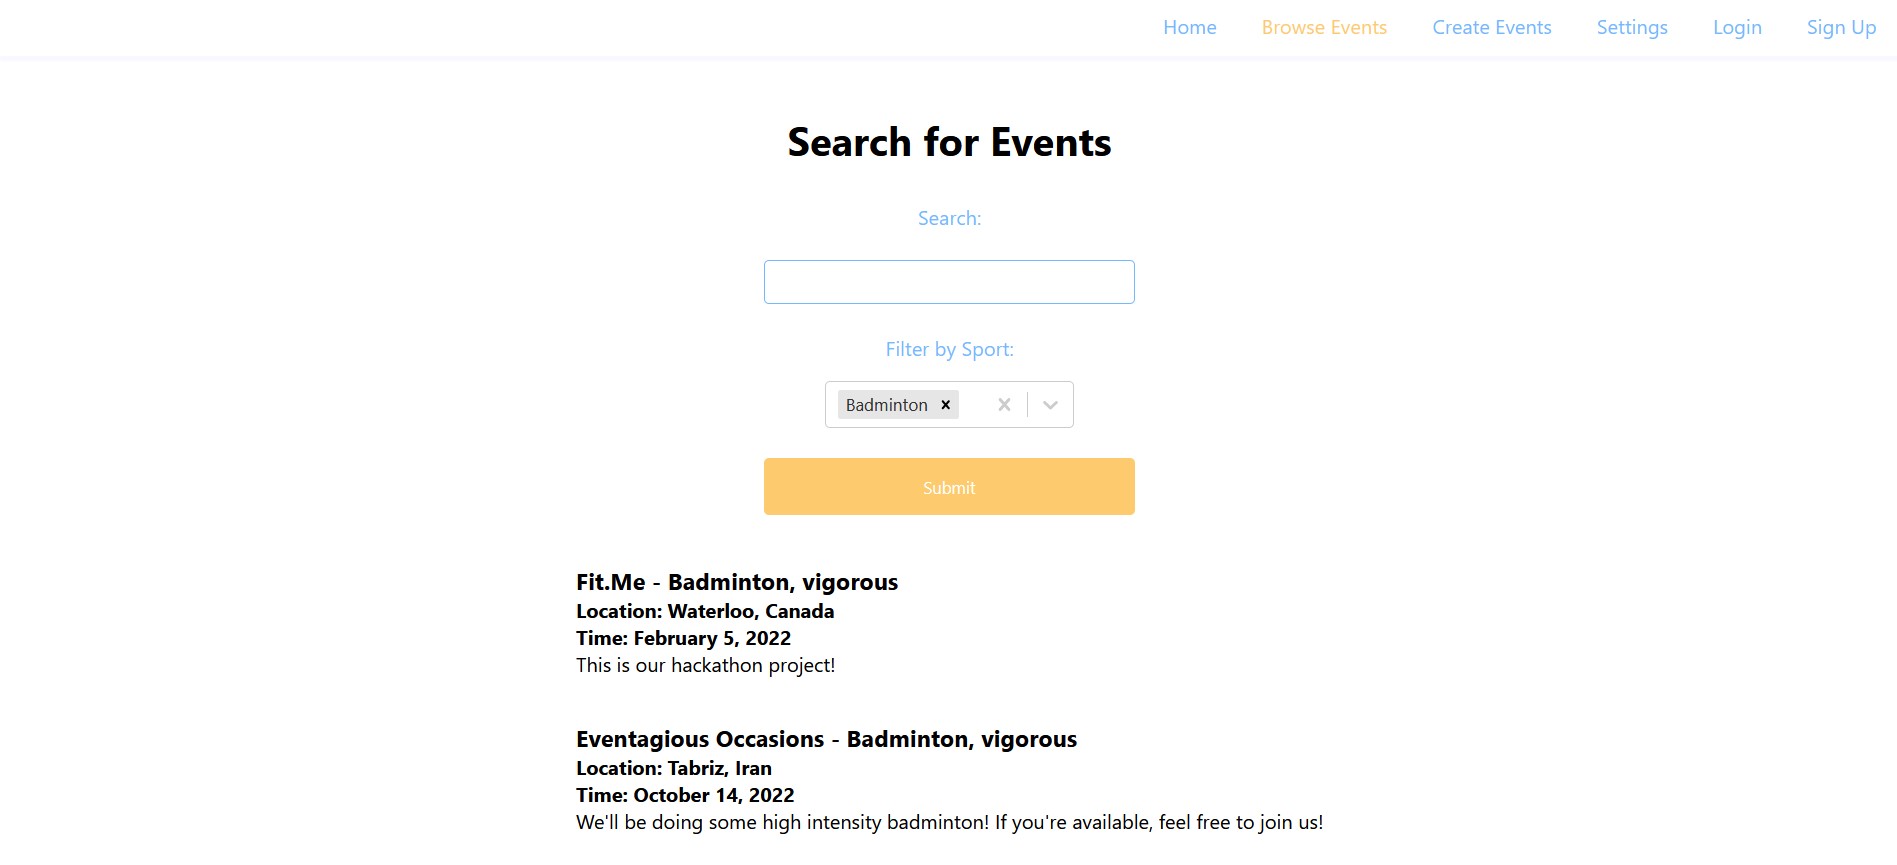 Home Browse Events Create Events Settings Login Sign Up
Search for Events
Search:
Filter by Sport:
Badminton
Submit
Fit.Me - Badminton, vigorous
Location: Waterloo, Canada
Time: February 5, 2022
This is our hackathon project!
Eventagious Occasions - Badminton, vigorous
Location: Tabriz, Iran
Time: October 14, 2022
We'll be doing some high intensity badminton! If you're available, feel free to join us!